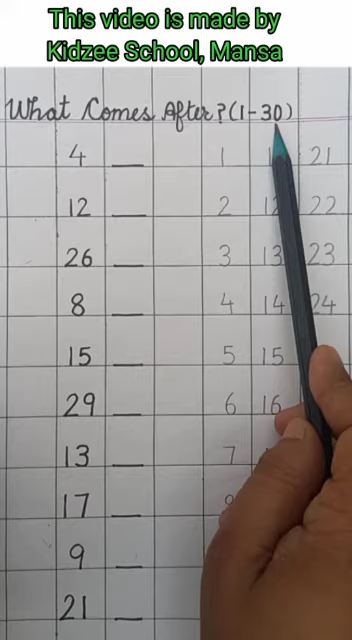 This video is made by
Kidzee School, Mansa
What Comes After? (1-30)
4 __ 1 21
12 __ 2 12 22
26 __ 3 13 23
8 __ 4 14 24
15 __ 5 15
29 __ 6 16
13 __ 7
17 __
9 __
21 __